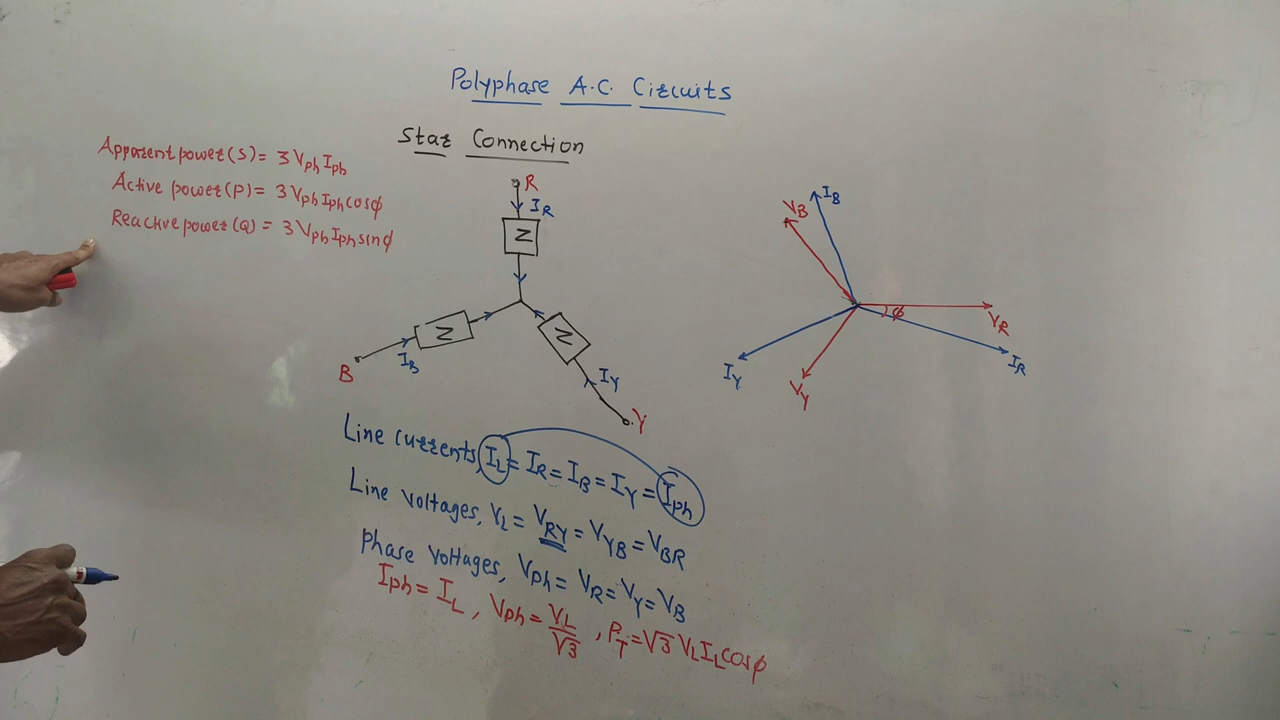 Polyphase A.C. Circuits
Star Connection
Apparent power (S) = 3 Vph Iph
Active power (P) = 3 Vph Iph cosϕ
Reactive power (Q) = 3 Vph Iph sinϕ
R
IR
Z
Z
Z
B
IB
IY
Y
VB
IB
ϕ
VR
IR
IY
VY
Line currents, IL = IR = IB = IY = Iph
Line voltages, VL = VRY = VYB = VBR
Phase voltages, Vph = VR = VY = VB
Iph = IL, Vph = VL/√3, PT = √3 VL IL cosϕ